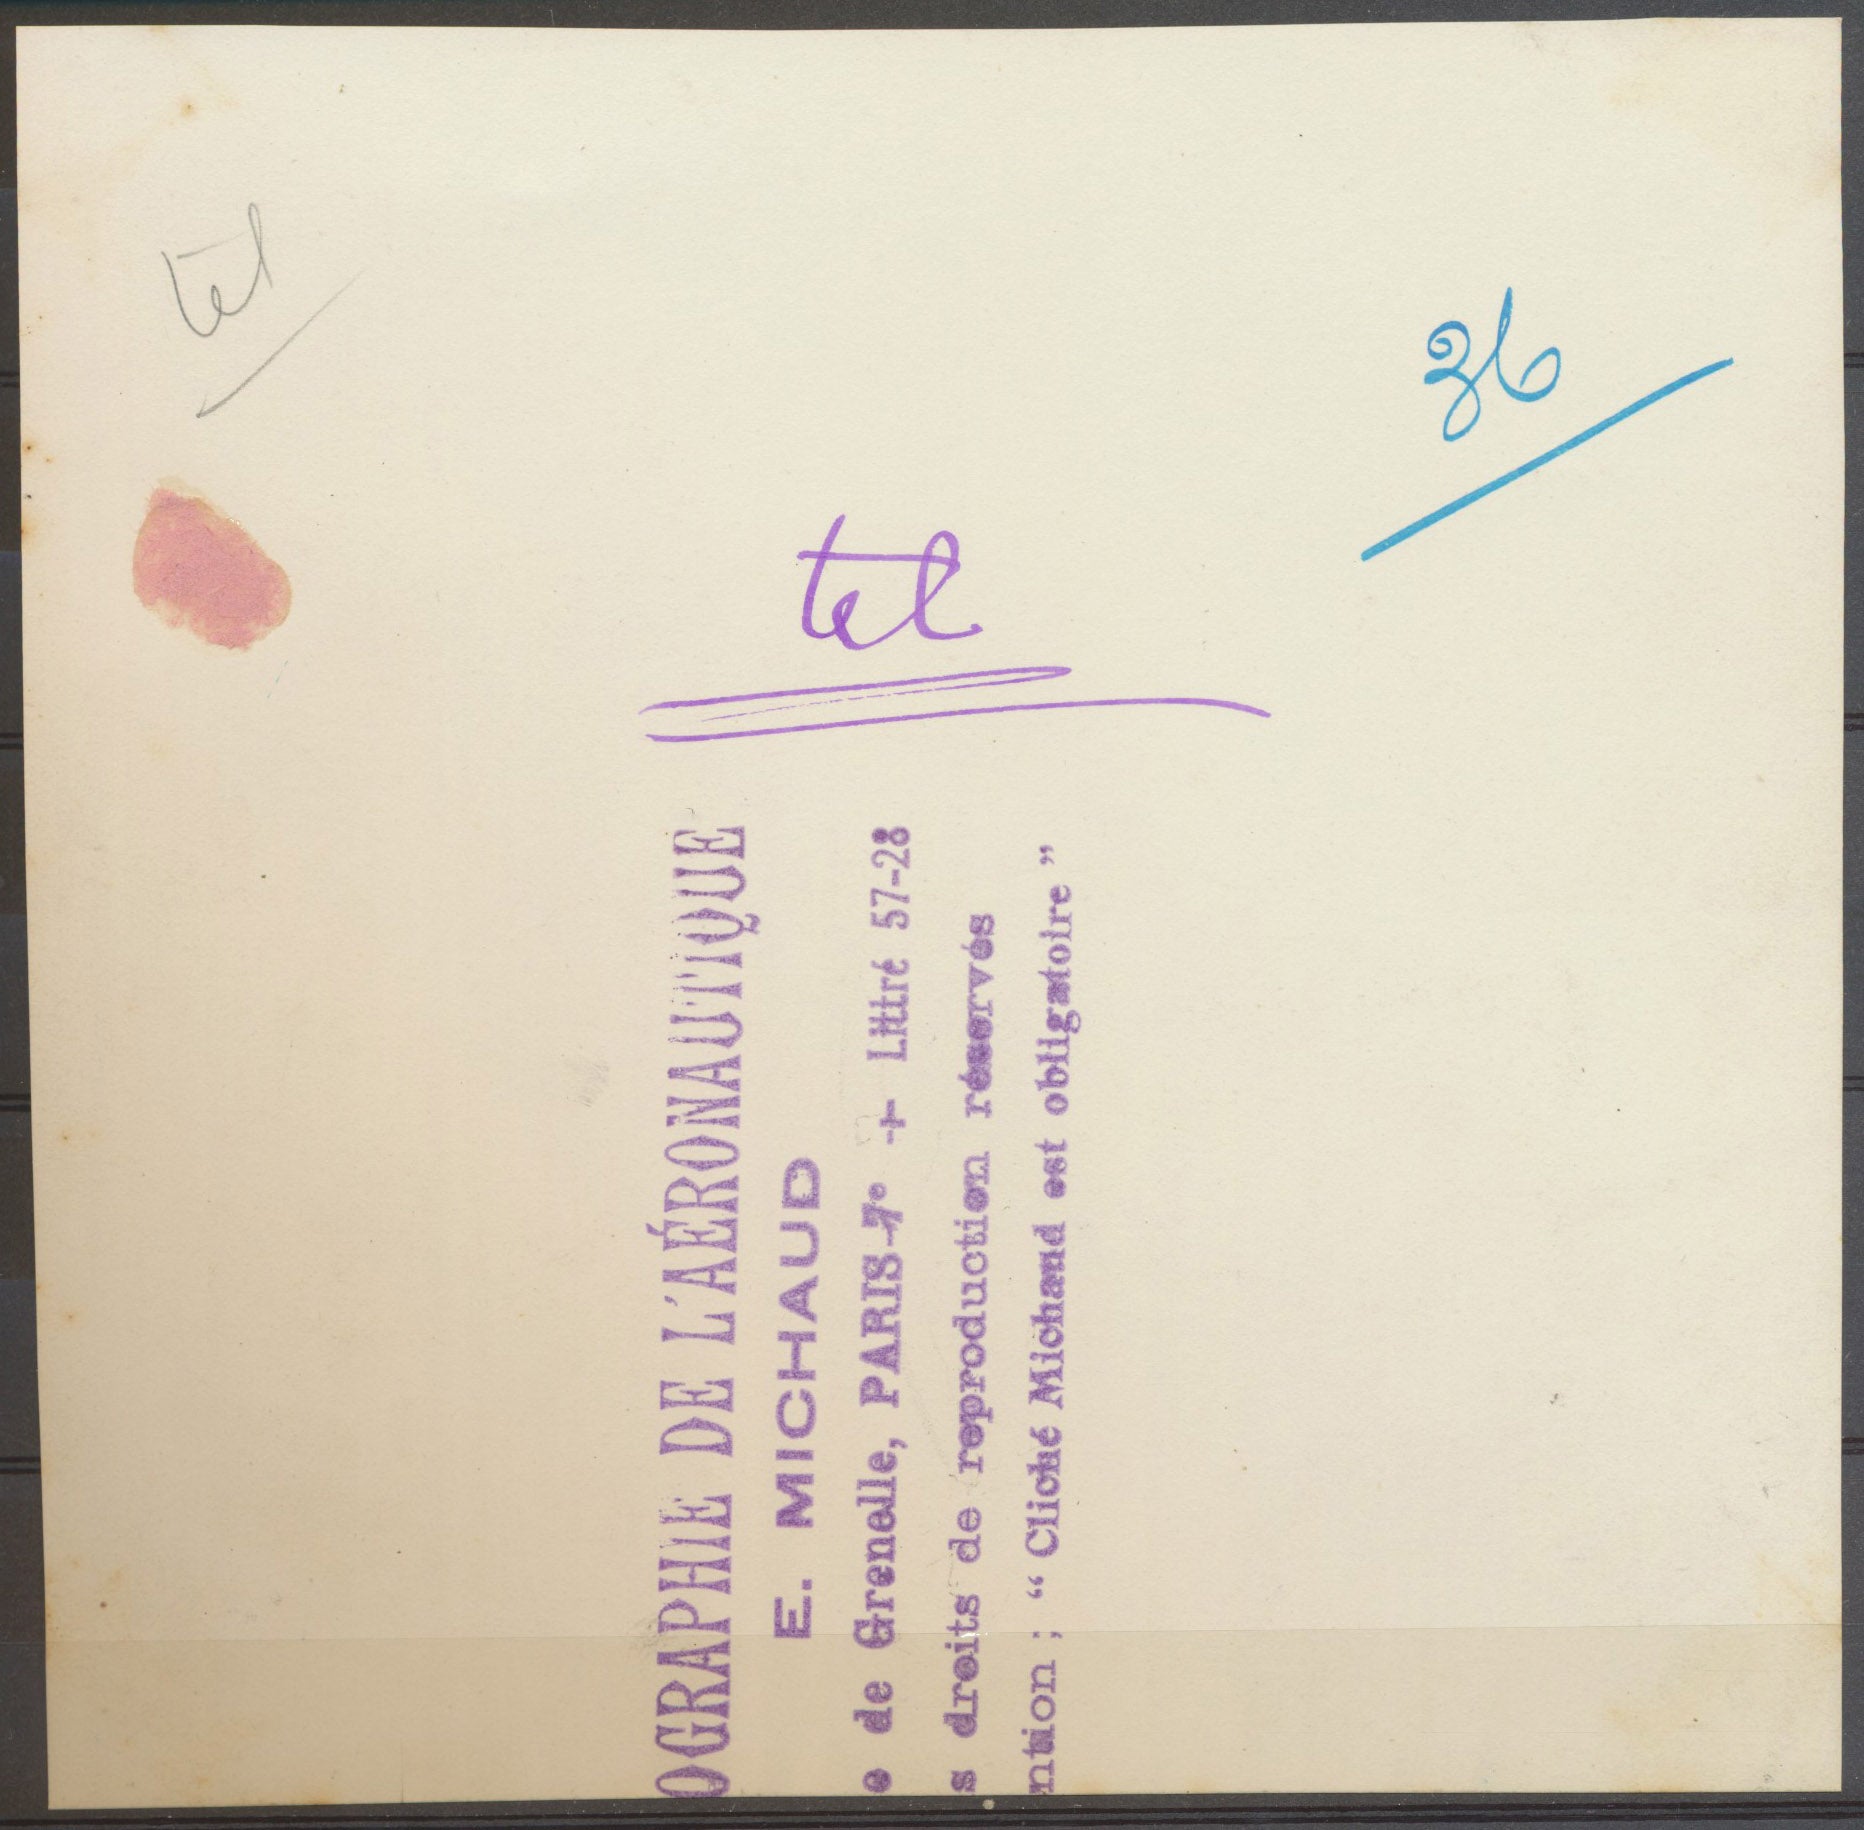 tel
36
tel
OGRAPHIE DE L'AÉRONAUTIQUE
E. MICHAUD
e de Grenelle, PARIS-7e + Littré 57-28
s droits de reproduction réservés
ntion ; “ Cliché Michaud est obligatoire ”